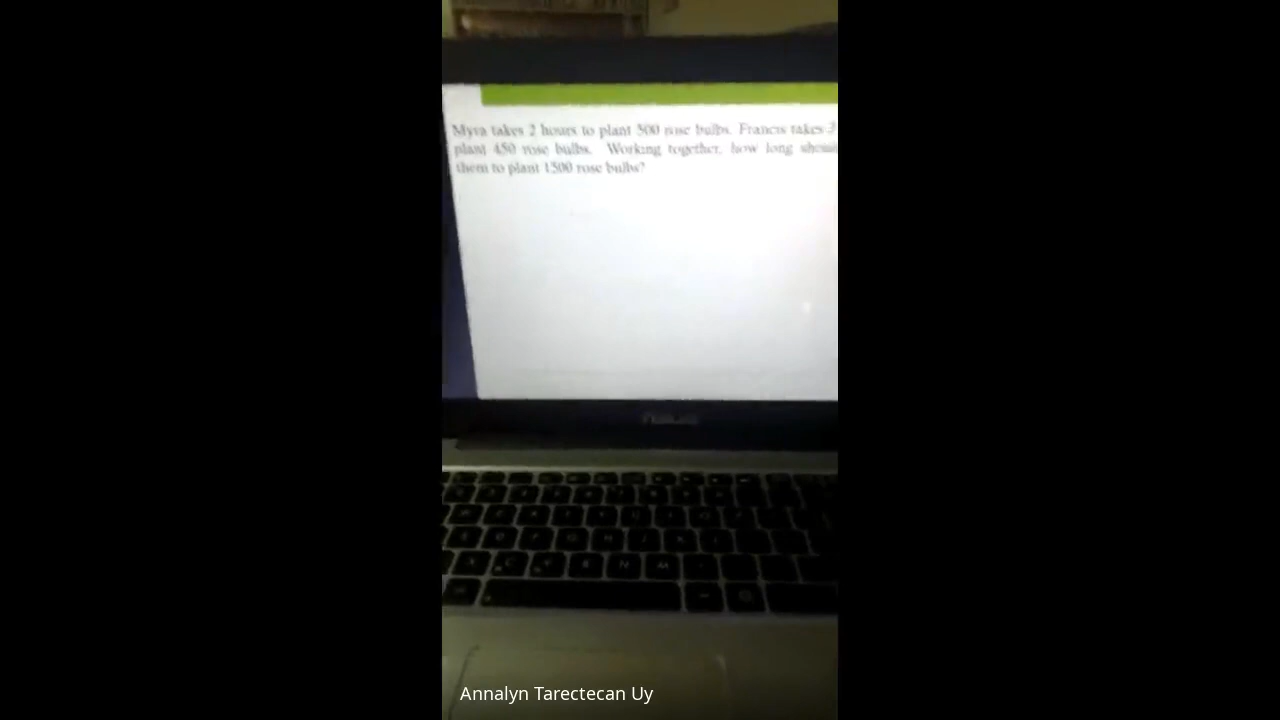 Myra takes 2 hours to plant 500 rose bulbs. Francis takes 3
plant 450 rose bulbs. Working together, how long
them to plant 1500 rose bulbs?
Annalyn Tarectecan Uy